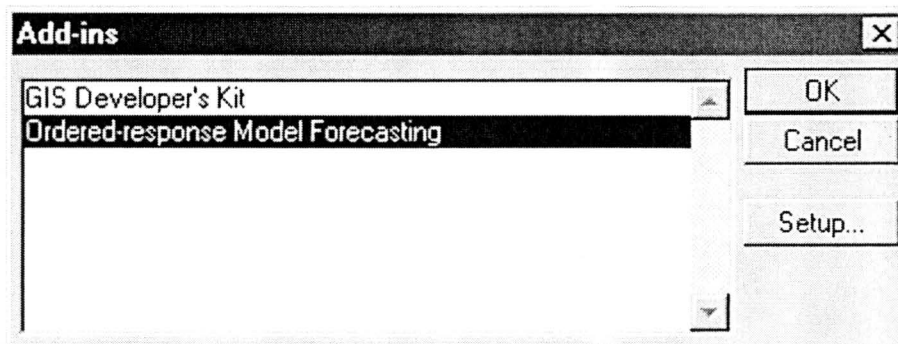 Add-ins
GIS Developer's Kit
Ordered-response Model Forecasting
OK
Cancel
Setup...